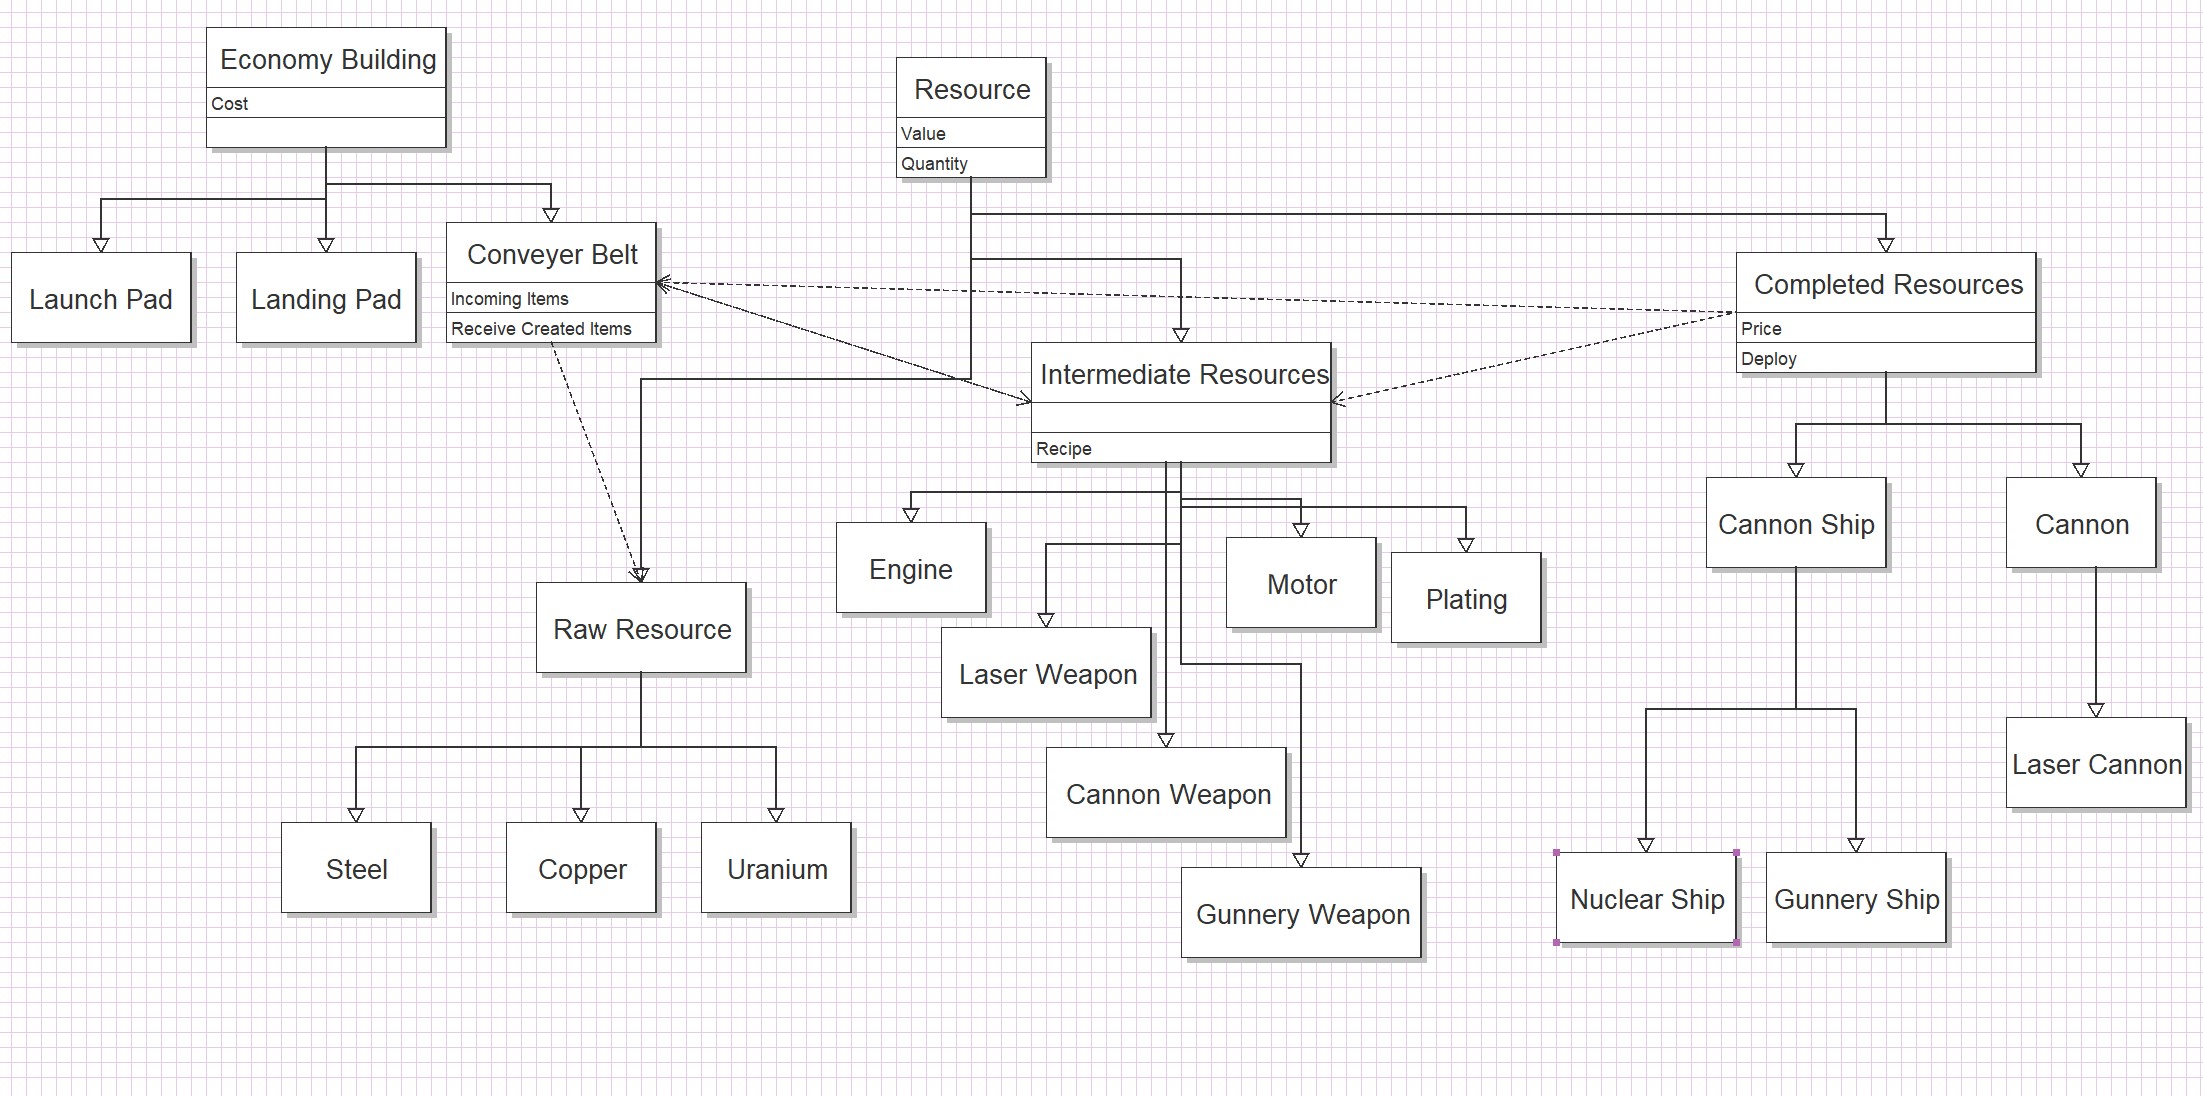 Economy Building
Cost
Resource
Value
Quantity
Launch Pad
Landing Pad
Conveyer Belt
Incoming Items
Receive Created Items
Completed Resources
Price
Deploy
Intermediate Resources
Recipe
Cannon Ship
Cannon
Engine
Motor
Plating
Raw Resource
Laser Weapon
Cannon Weapon
Laser Cannon
Steel
Copper
Uranium
Gunnery Weapon
Nuclear Ship
Gunnery Ship